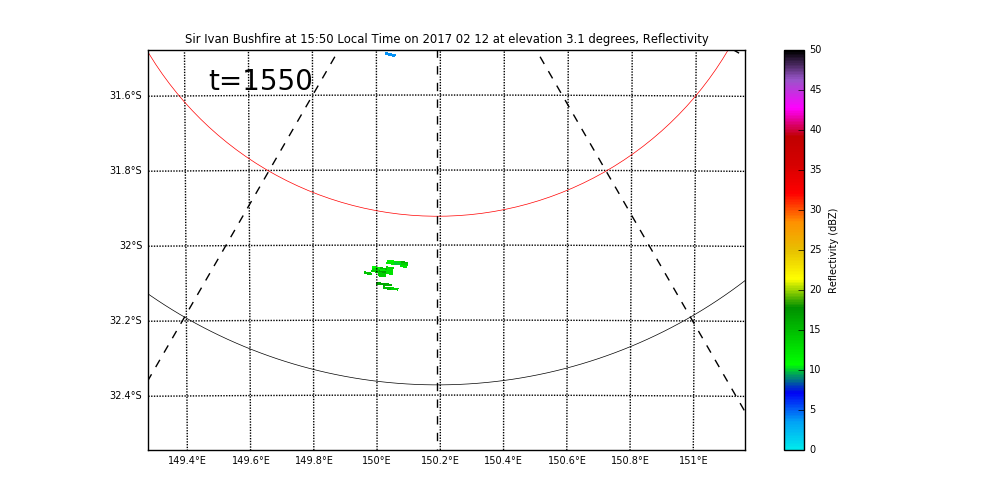 Sir Ivan Bushfire at 15:50 Local Time on 2017 02 12 at elevation 3.1 degrees, Reflectivity
t=1550
31.6°S
31.8°S
32°S
32.2°S
32.4°S
149.4°E 149.6°E 149.8°E 150°E 150.2°E 150.4°E 150.6°E 150.8°E 151°E
50
45
40
35
30
25
20
15
10
5
0
Reflectivity (dBZ)